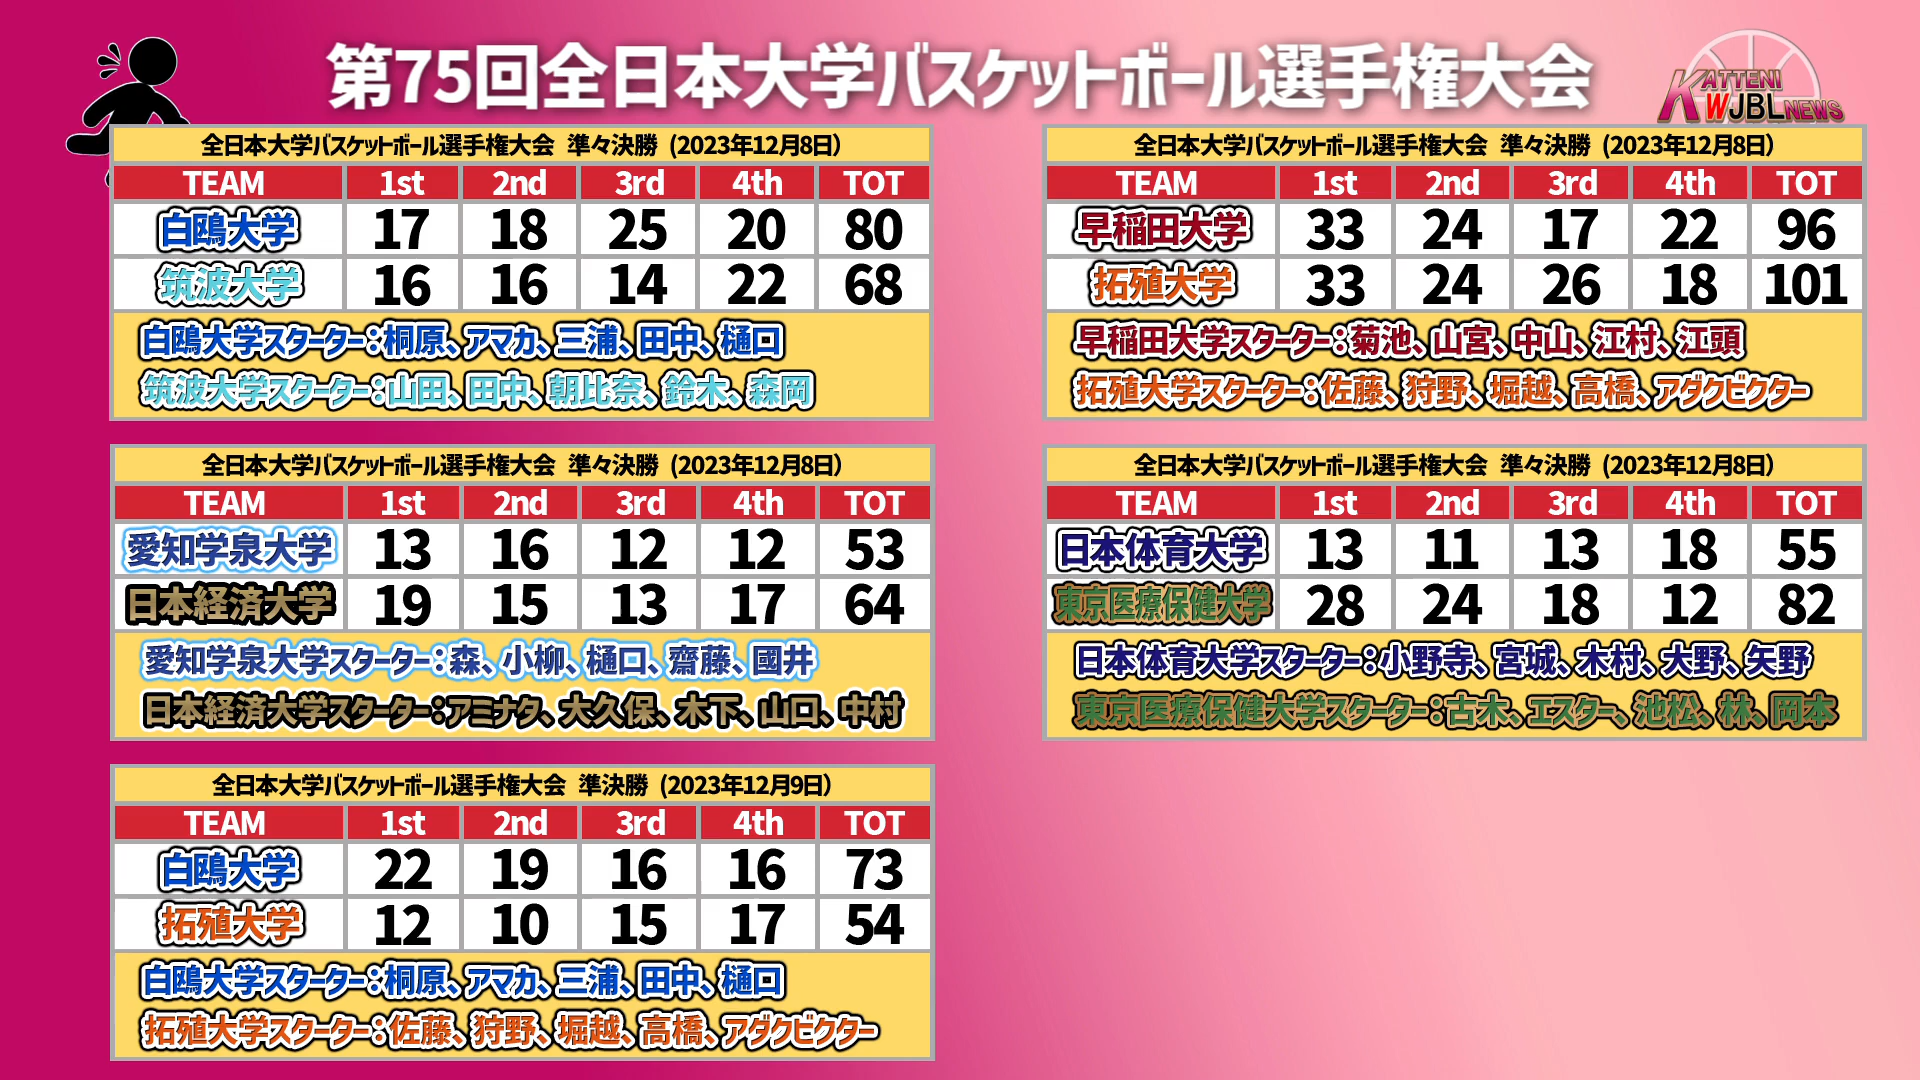 第75回全日本大学バスケットボール選手権大会
KATTENI
WJBL NEWS
全日本大学バスケットボール選手権大会 準々決勝 (2023年12月8日)
TEAM 1st 2nd 3rd 4th TOT
白鷗大学 17 18 25 20 80
筑波大学 16 16 14 22 68
白鷗大学スターター：桐原、アマカ、三浦、田中、樋口
筑波大学スターター：山田、田中、朝比奈、鈴木、森岡
全日本大学バスケットボール選手権大会 準々決勝 (2023年12月8日)
TEAM 1st 2nd 3rd 4th TOT
早稲田大学 33 24 17 22 96
拓殖大学 33 24 26 18 101
早稲田大学スターター：菊池、山宮、中山、江村、江頭
拓殖大学スターター：佐藤、狩野、堀越、高橋、アダクビクター
全日本大学バスケットボール選手権大会 準々決勝 (2023年12月8日)
TEAM 1st 2nd 3rd 4th TOT
愛知学泉大学 13 16 12 12 53
日本経済大学 19 15 13 17 64
愛知学泉大学スターター：森、小柳、樋口、齋藤、國井
日本経済大学スターター：アミナタ、大久保、木下、山口、中村
全日本大学バスケットボール選手権大会 準々決勝 (2023年12月8日)
TEAM 1st 2nd 3rd 4th TOT
日本体育大学 13 11 13 18 55
東京医療保健大学 28 24 18 12 82
日本体育大学スターター：小野寺、宮城、木村、大野、矢野
東京医療保健大学スターター：古木、エスター、池松、林、岡本
全日本大学バスケットボール選手権大会 準決勝 (2023年12月9日)
TEAM 1st 2nd 3rd 4th TOT
白鷗大学 22 19 16 16 73
拓殖大学 12 10 15 17 54
白鷗大学スターター：桐原、アマカ、三浦、田中、樋口
拓殖大学スターター：佐藤、狩野、堀越、高橋、アダクビクター